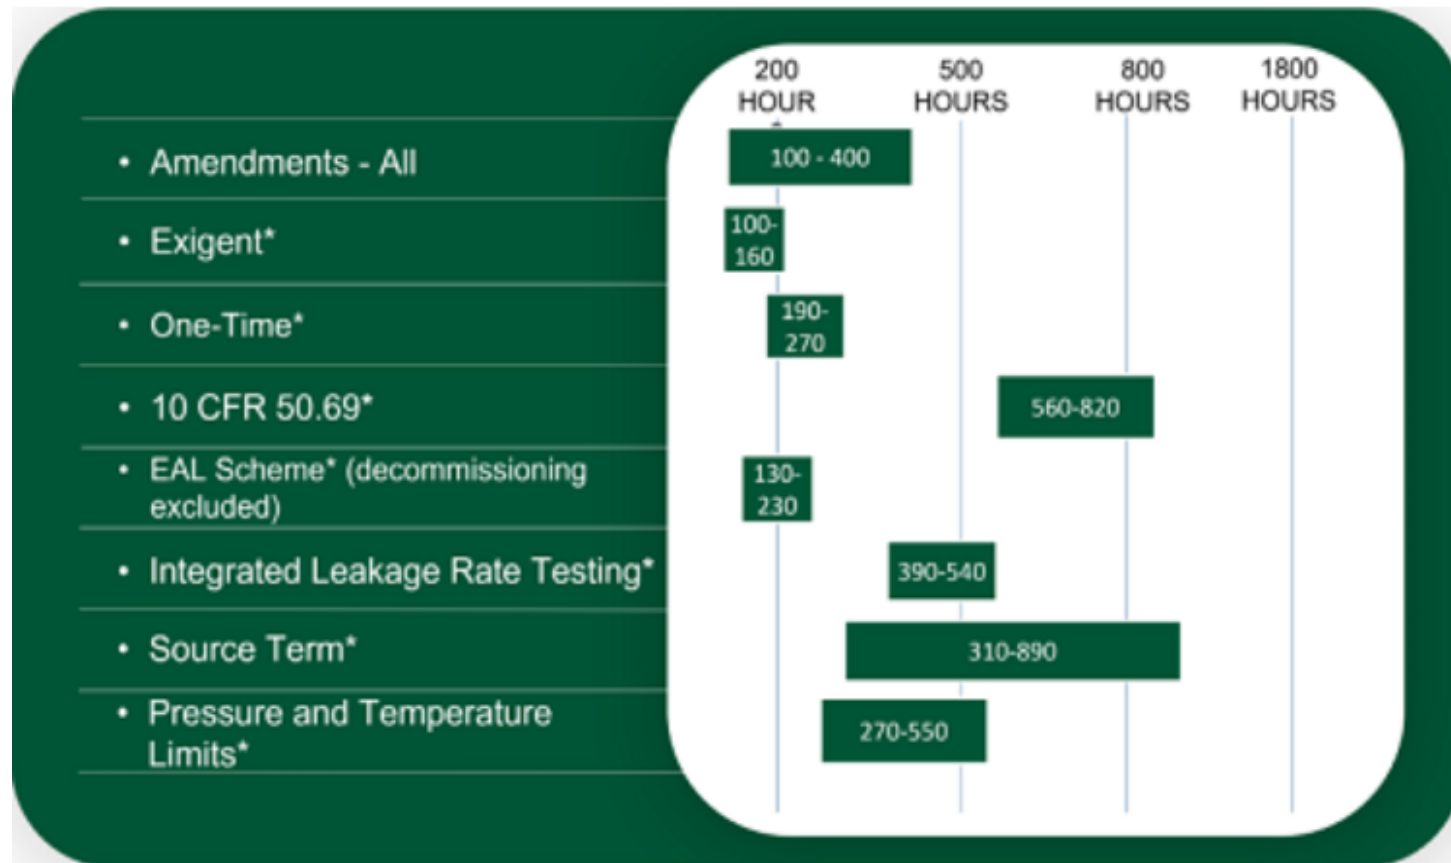 200 HOUR
500 HOURS
800 HOURS
1800 HOURS
• Amendments - All
100 - 400
• Exigent*
100-
160
• One-Time*
190-
270
• 10 CFR 50.69*
560-820
• EAL Scheme* (decommissioning
excluded)
130-
230
• Integrated Leakage Rate Testing*
390-540
• Source Term*
310-890
• Pressure and Temperature
Limits*
270-550